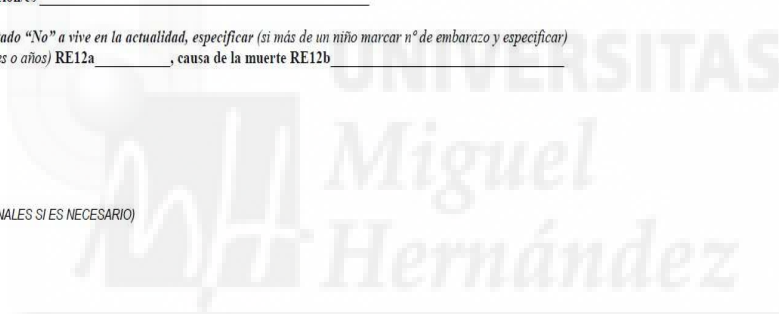 ado “No” a vive en la actualidad, especificar (si más de un niño marcar nº de embarazo y especificar)
s o años) RE12a__________, causa de la muerte RE12b______________________________
UNIVERSITAS
Miguel
NALES SI ES NECESARIO)
Hernández